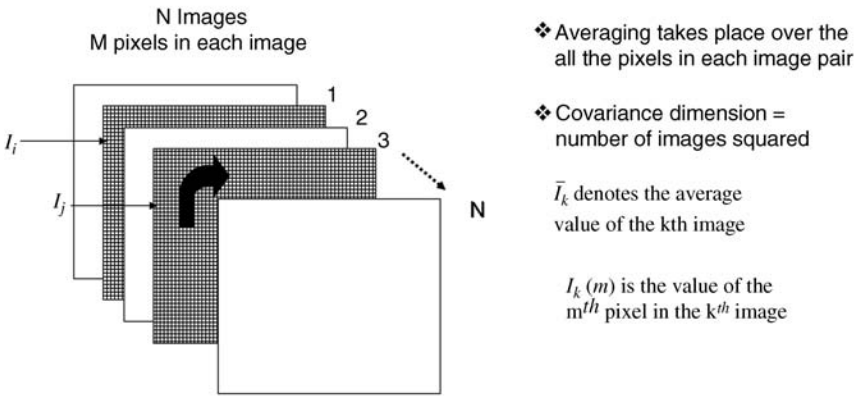 N Images
M pixels in each image
1
2
3
N
I_i
I_j
❖ Averaging takes place over the
all the pixels in each image pair
❖ Covariance dimension =
number of images squared
Ī_k denotes the average
value of the kth image
I_k (m) is the value of the
m^th pixel in the k^th image